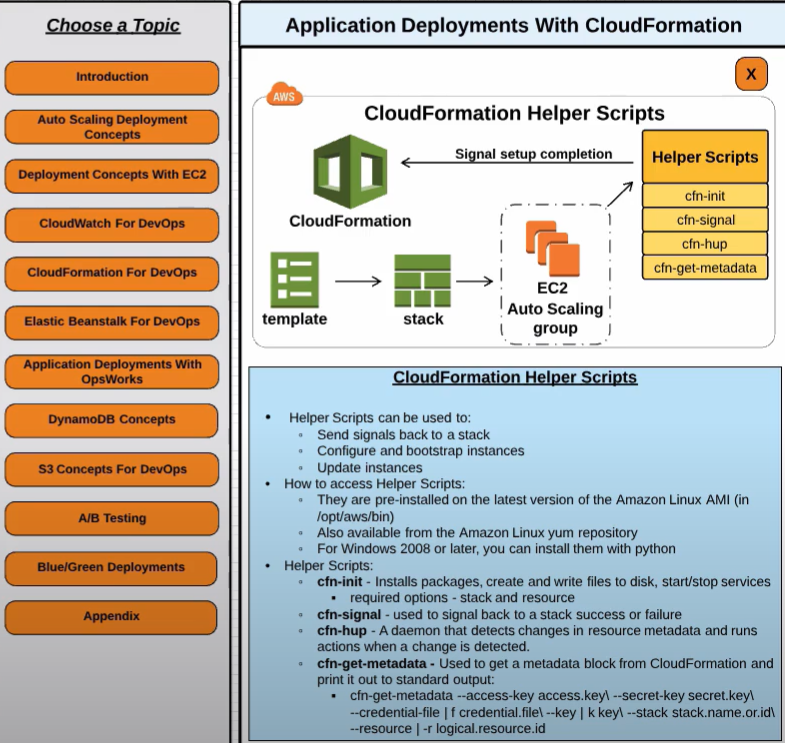 Choose a Topic
Introduction
Auto Scaling Deployment
Concepts
Deployment Concepts With EC2
CloudWatch For DevOps
CloudFormation For DevOps
Elastic Beanstalk For DevOps
Application Deployments With
OpsWorks
DynamoDB Concepts
S3 Concepts For DevOps
A/B Testing
Blue/Green Deployments
Appendix
Application Deployments With CloudFormation
X
AWS
CloudFormation Helper Scripts
Signal setup completion
Helper Scripts
cfn-init
cfn-signal
cfn-hup
cfn-get-metadata
CloudFormation
template
stack
EC2
Auto Scaling
group
CloudFormation Helper Scripts
• Helper Scripts can be used to:
◦ Send signals back to a stack
◦ Configure and bootstrap instances
◦ Update instances
• How to access Helper Scripts:
◦ They are pre-installed on the latest version of the Amazon Linux AMI (in
/opt/aws/bin)
◦ Also available from the Amazon Linux yum repository
◦ For Windows 2008 or later, you can install them with python
• Helper Scripts:
◦ cfn-init - Installs packages, create and write files to disk, start/stop services
▪ required options - stack and resource
◦ cfn-signal - used to signal back to a stack success or failure
◦ cfn-hup - A daemon that detects changes in resource metadata and runs
actions when a change is detected.
◦ cfn-get-metadata - Used to get a metadata block from CloudFormation and
print it out to standard output:
▪ cfn-get-metadata --access-key access.key\ --secret-key secret.key\
--credential-file | f credential.file\ --key | k key\ --stack stack.name.or.id\
--resource | -r logical.resource.id